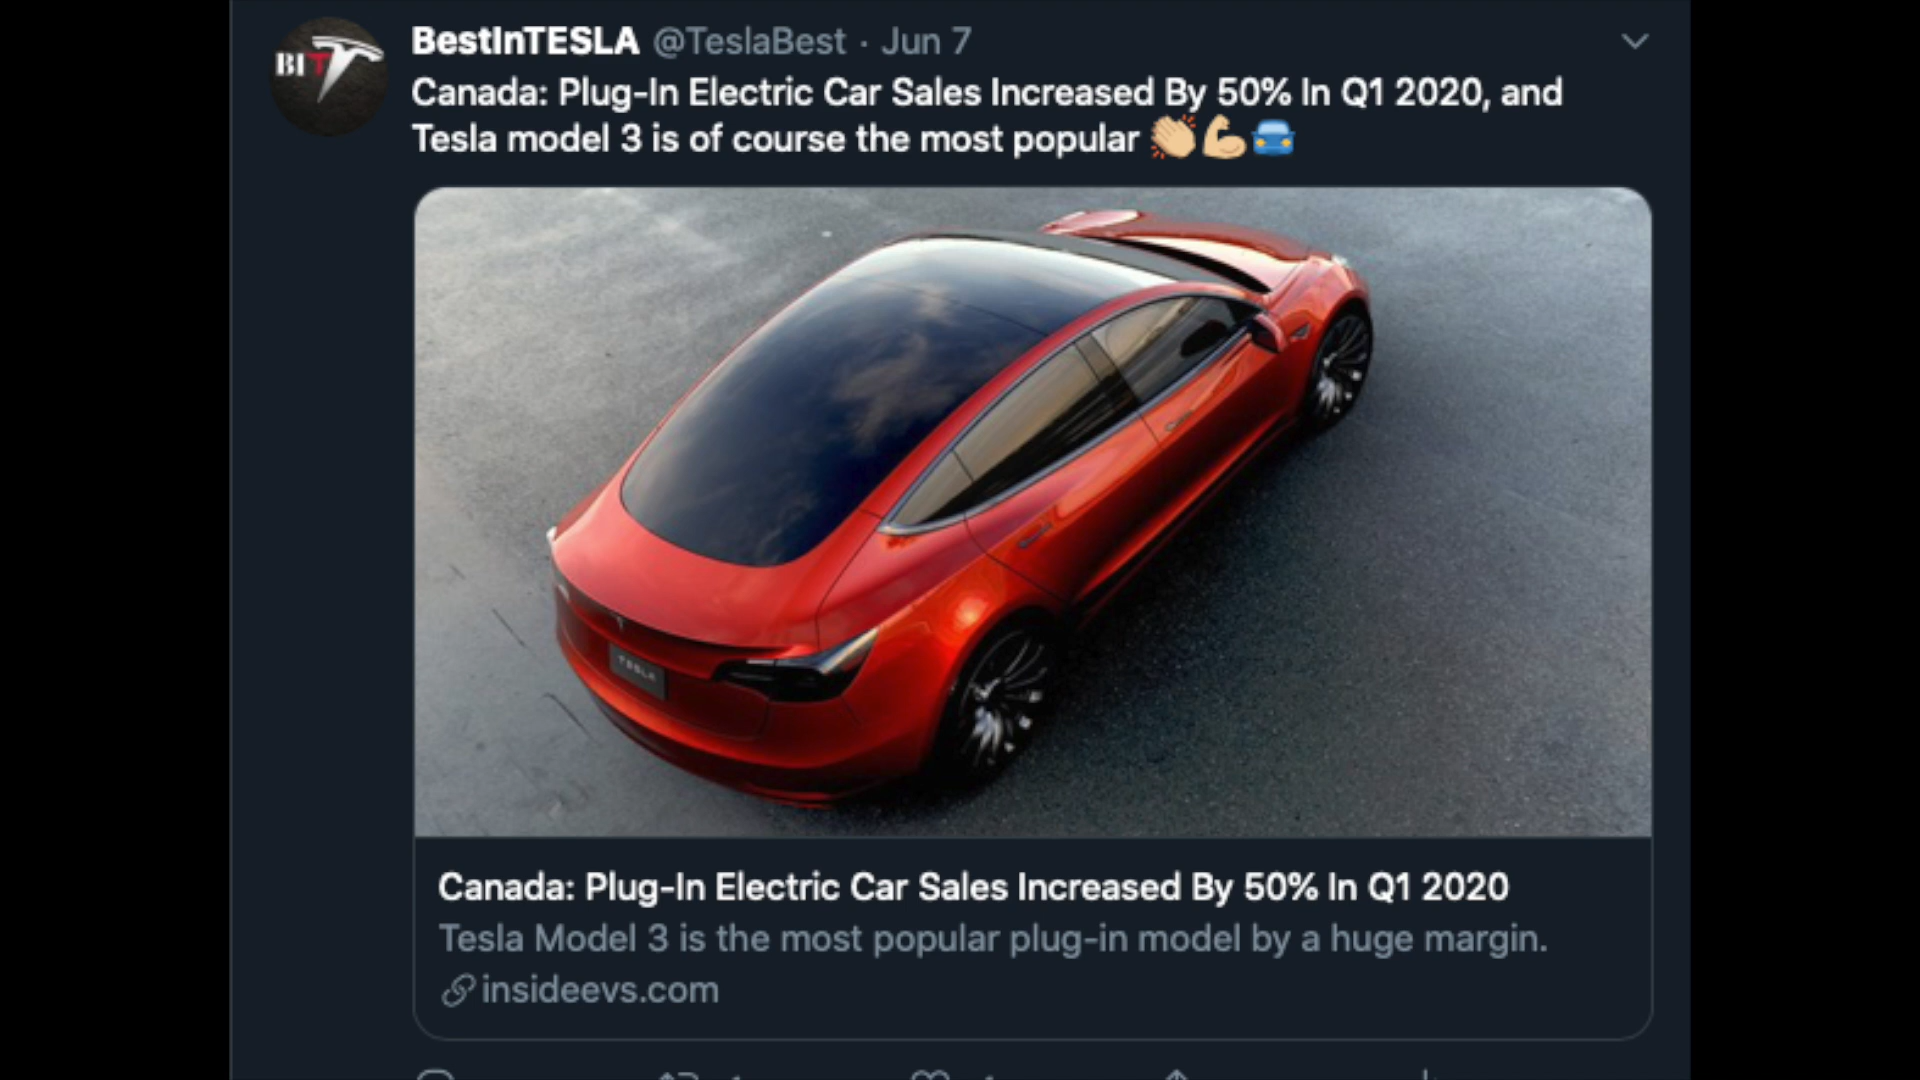 BIT
BestInTESLA @TeslaBest · Jun 7
Canada: Plug-In Electric Car Sales Increased By 50% In Q1 2020, and
Tesla model 3 is of course the most popular 👏🏼💪🏼🚙
TESLA
Canada: Plug-In Electric Car Sales Increased By 50% In Q1 2020
Tesla Model 3 is the most popular plug-in model by a huge margin.
insideevs.com